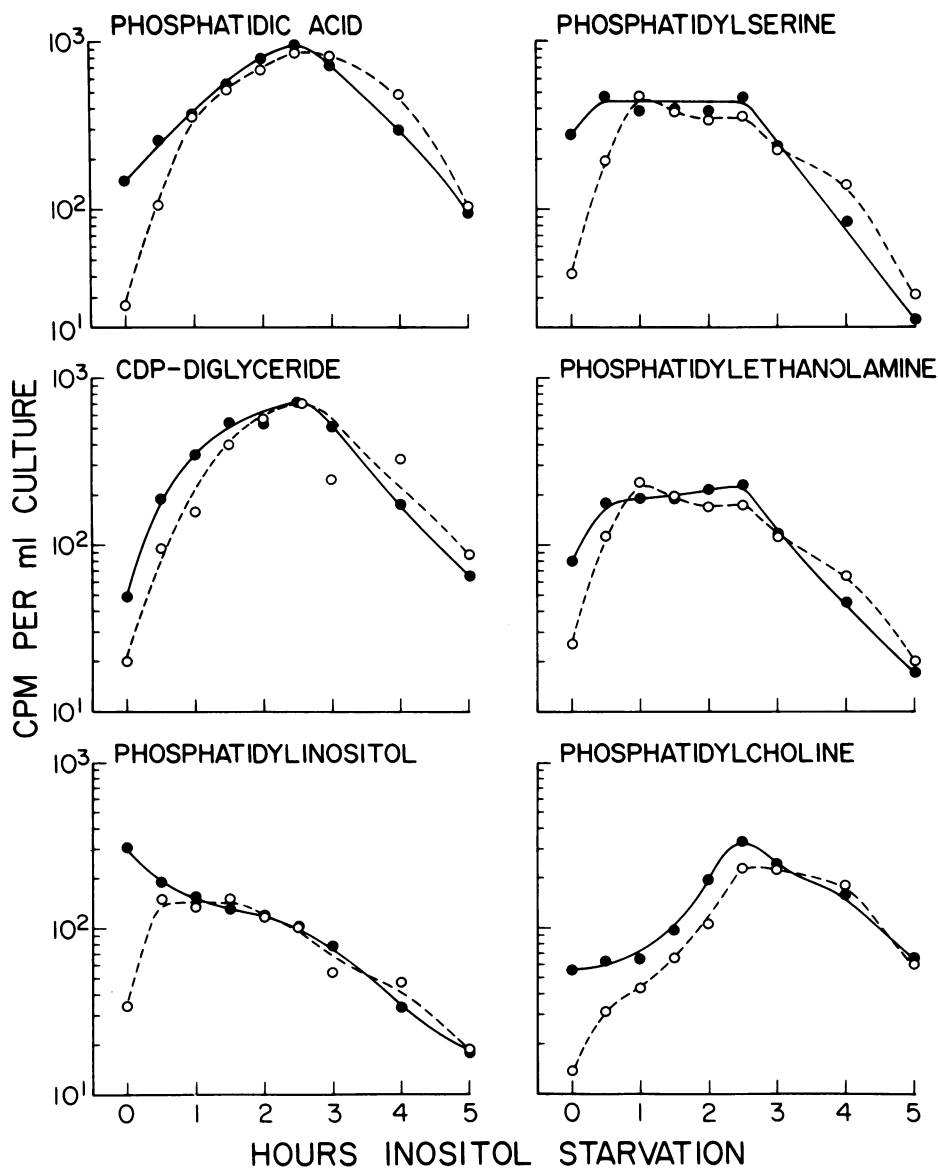 PHOSPHATIDIC ACID
10³
10²
10¹
PHOSPHATIDYLSERINE
CDP-DIGLYCERIDE
10³
10²
10¹
PHOSPHATIDYLETHANOLAMINE
PHOSPHATIDYLINOSITOL
10³
10²
10¹
0 1 2 3 4 5
PHOSPHATIDYLCHOLINE
0 1 2 3 4 5
CPM PER ml CULTURE
HOURS INOSITOL STARVATION